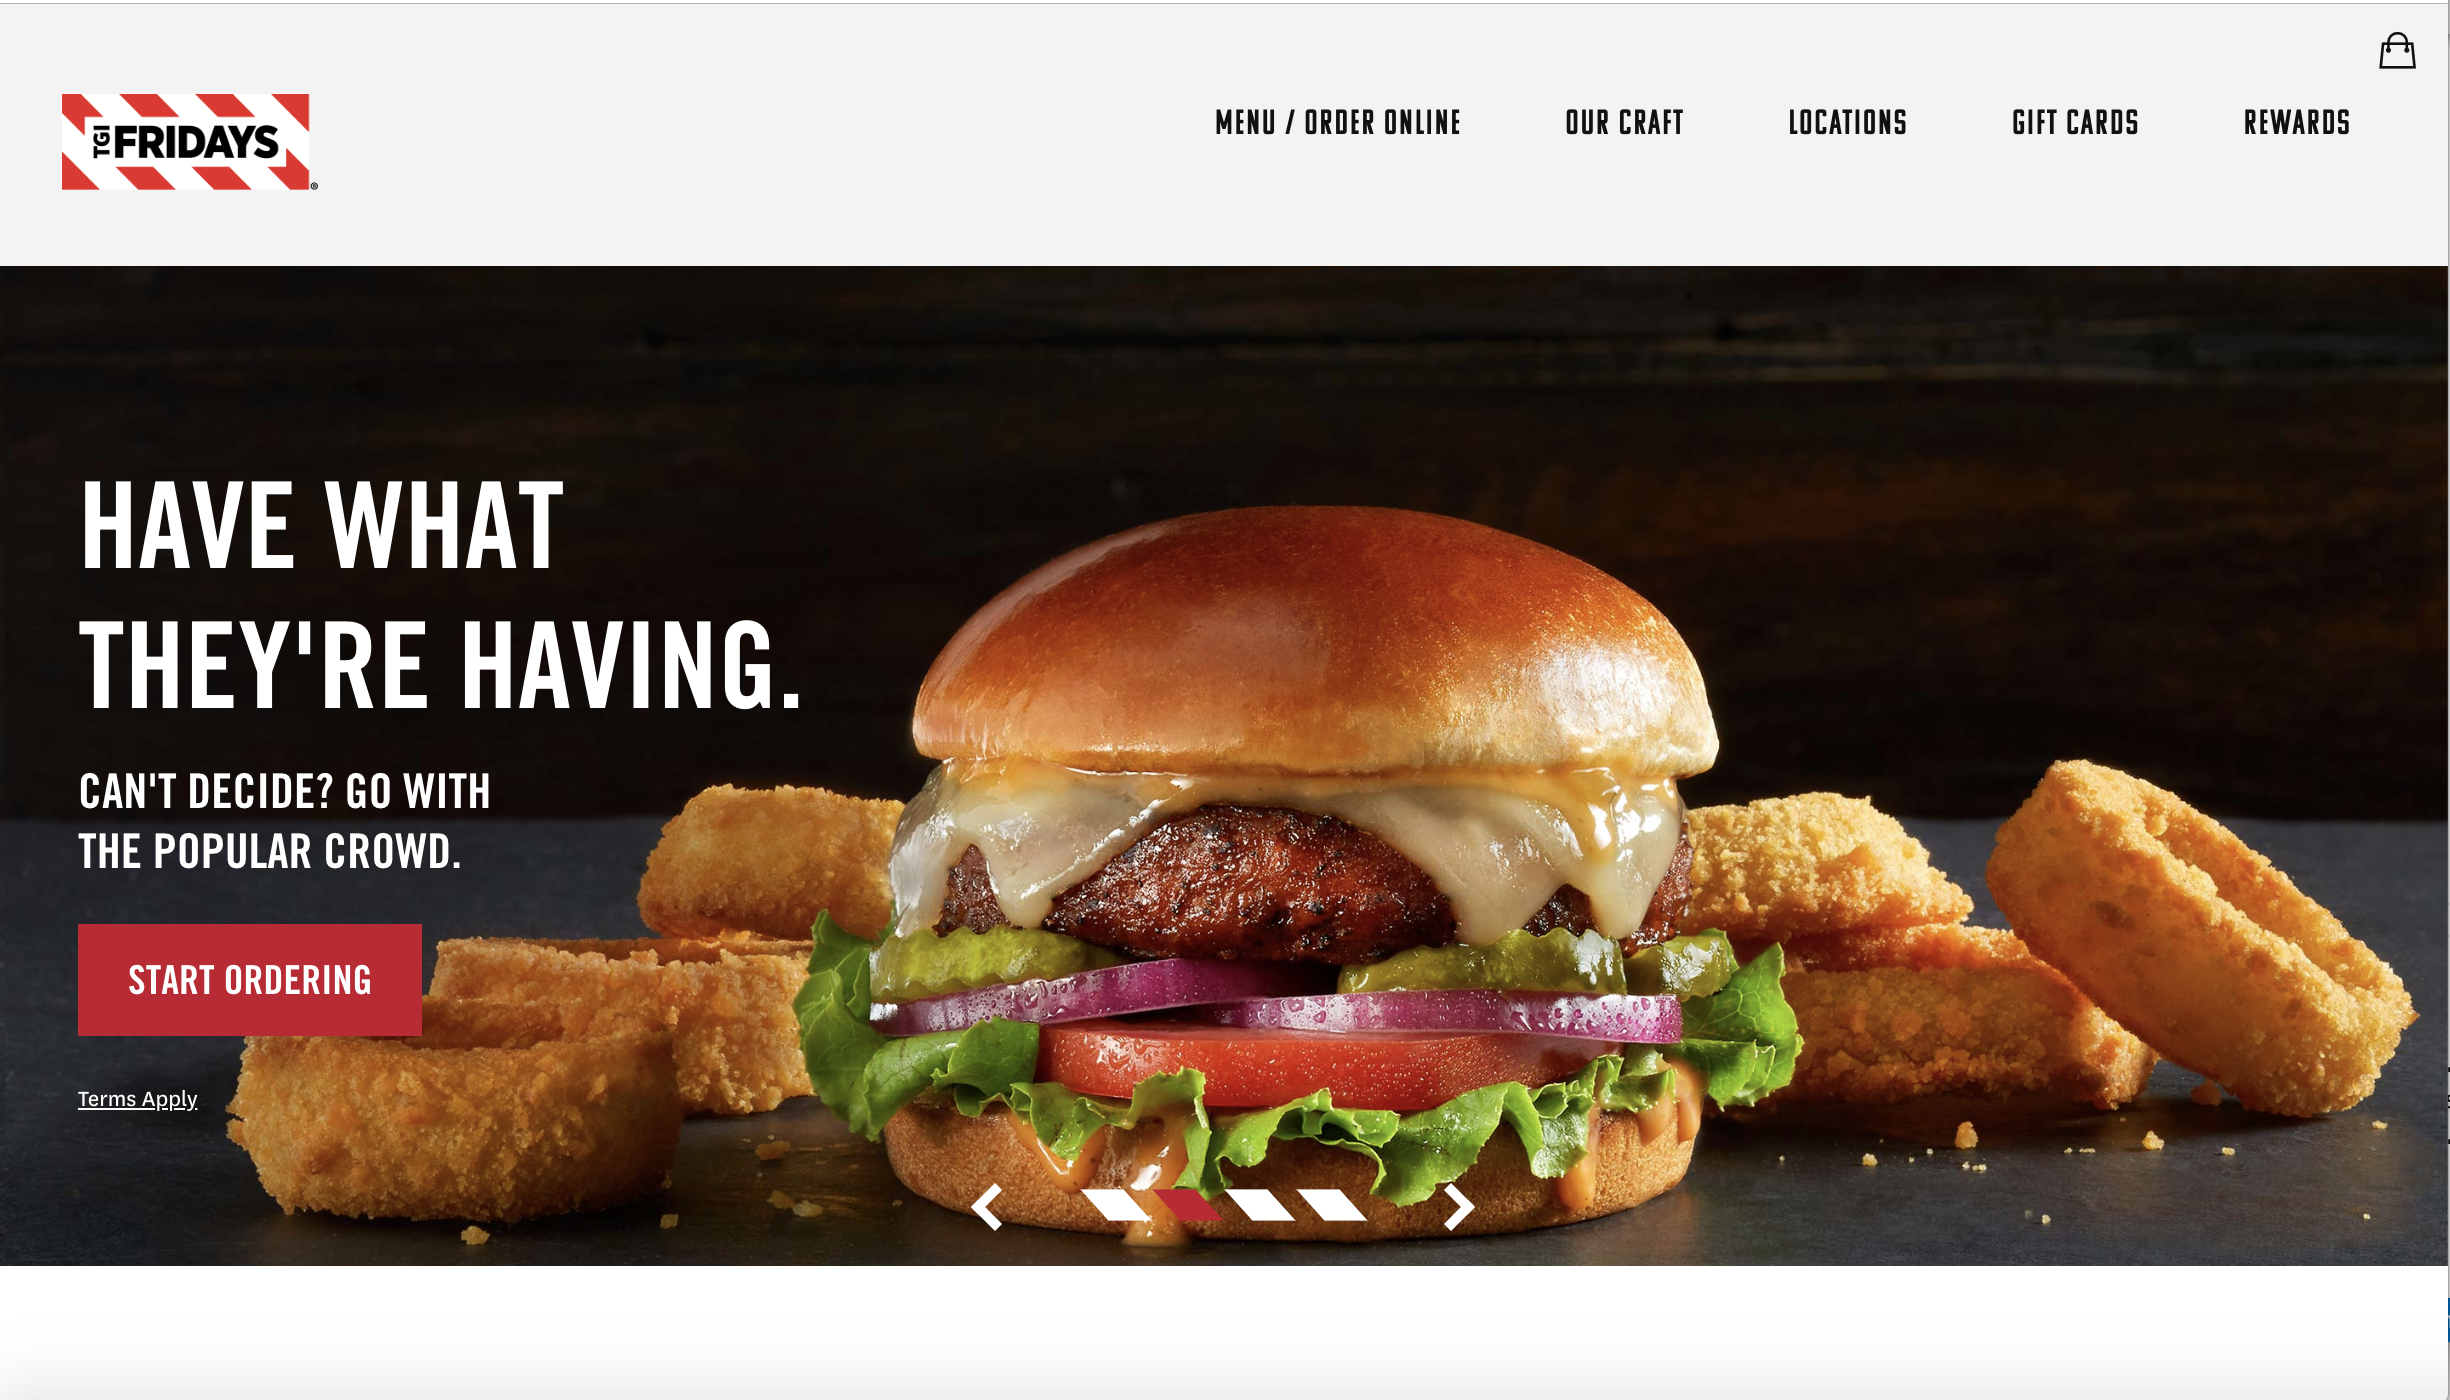 TGI FRIDAYS®
MENU / ORDER ONLINE
OUR CRAFT
LOCATIONS
GIFT CARDS
REWARDS
HAVE WHAT
THEY'RE HAVING.
CAN'T DECIDE? GO WITH
THE POPULAR CROWD.
START ORDERING
Terms Apply